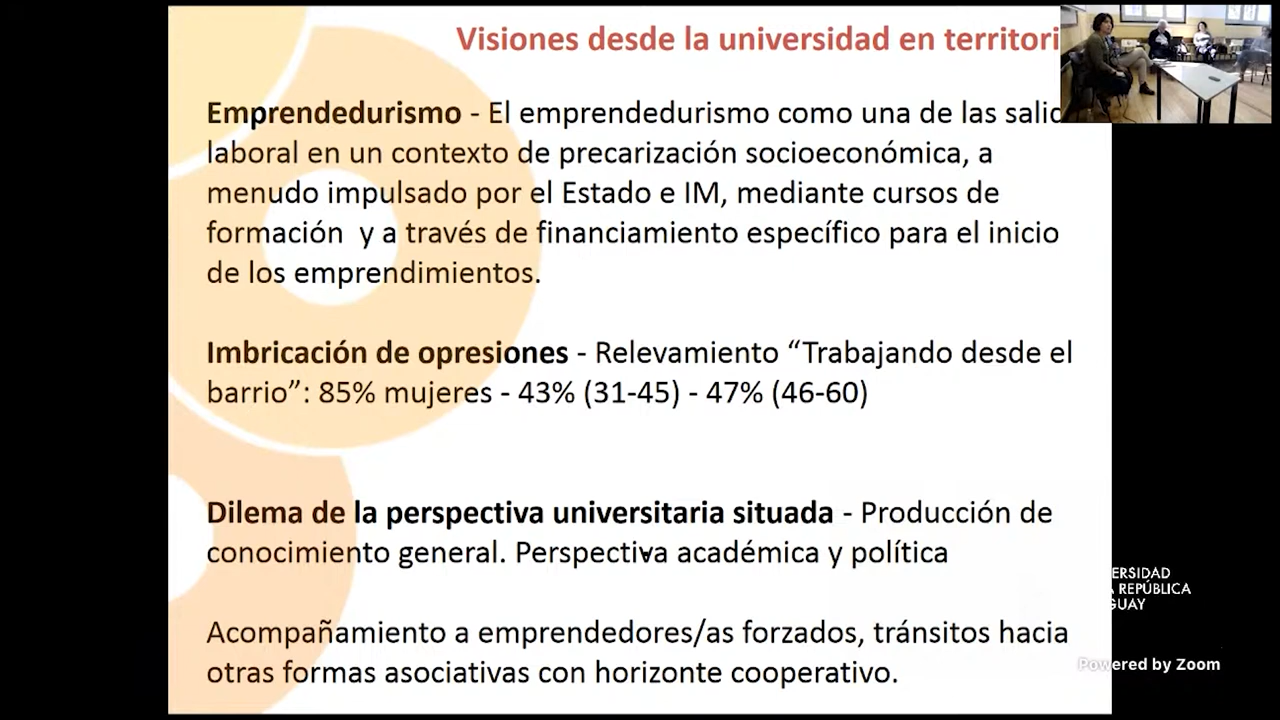 Visiones desde la universidad en territori
Emprendedurismo - El emprendedurismo como una de las salid
laboral en un contexto de precarización socioeconómica, a
menudo impulsado por el Estado e IM, mediante cursos de
formación y a través de financiamiento específico para el inicio
de los emprendimientos.
Imbricación de opresiones - Relevamiento “Trabajando desde el
barrio”: 85% mujeres - 43% (31-45) - 47% (46-60)
Dilema de la perspectiva universitaria situada - Producción de
conocimiento general. Perspectiva académica y política
Acompañamiento a emprendedores/as forzados, tránsitos hacia
otras formas asociativas con horizonte cooperativo.
ERSIDAD
A REPÚBLICA
GUAY
Powered by Zoom